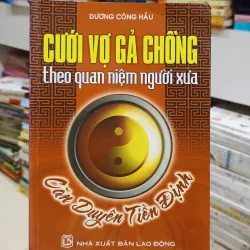 DƯƠNG CÔNG HẦU
CƯỚI VỢ GẢ CHỒNG
theo quan niệm người xưa
Căn Duyên Tiền Định
NHÀ XUẤT BẢN LAO ĐỘNG